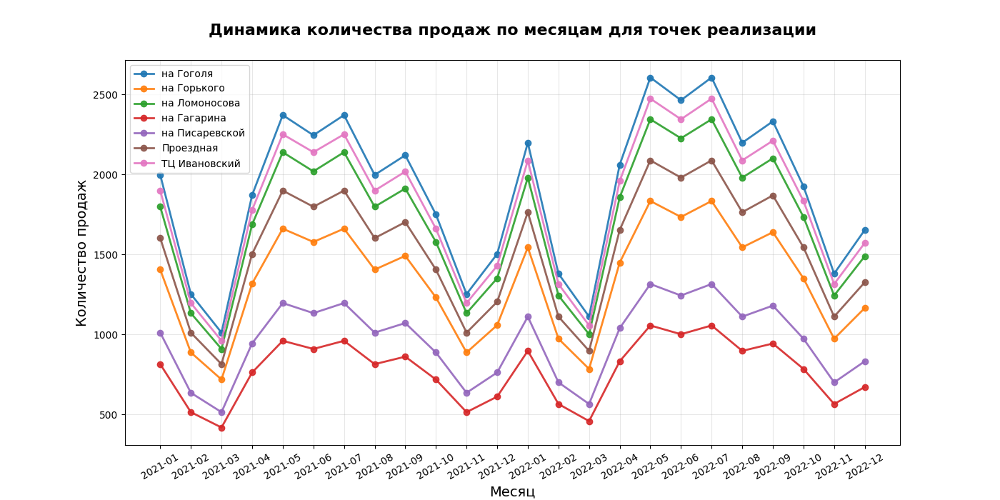 Динамика количества продаж по месяцам для точек реализации
на Гоголя
на Горького
на Ломоносова
на Гагарина
на Писаревской
Проездная
ТЦ Ивановский
Количество продаж
2500
2000
1500
1000
500
2021-01
2021-02
2021-03
2021-04
2021-05
2021-06
2021-07
2021-08
2021-09
2021-10
2021-11
2021-12
2022-01
2022-02
2022-03
2022-04
2022-05
2022-06
2022-07
2022-08
2022-09
2022-10
2022-11
2022-12
Месяц